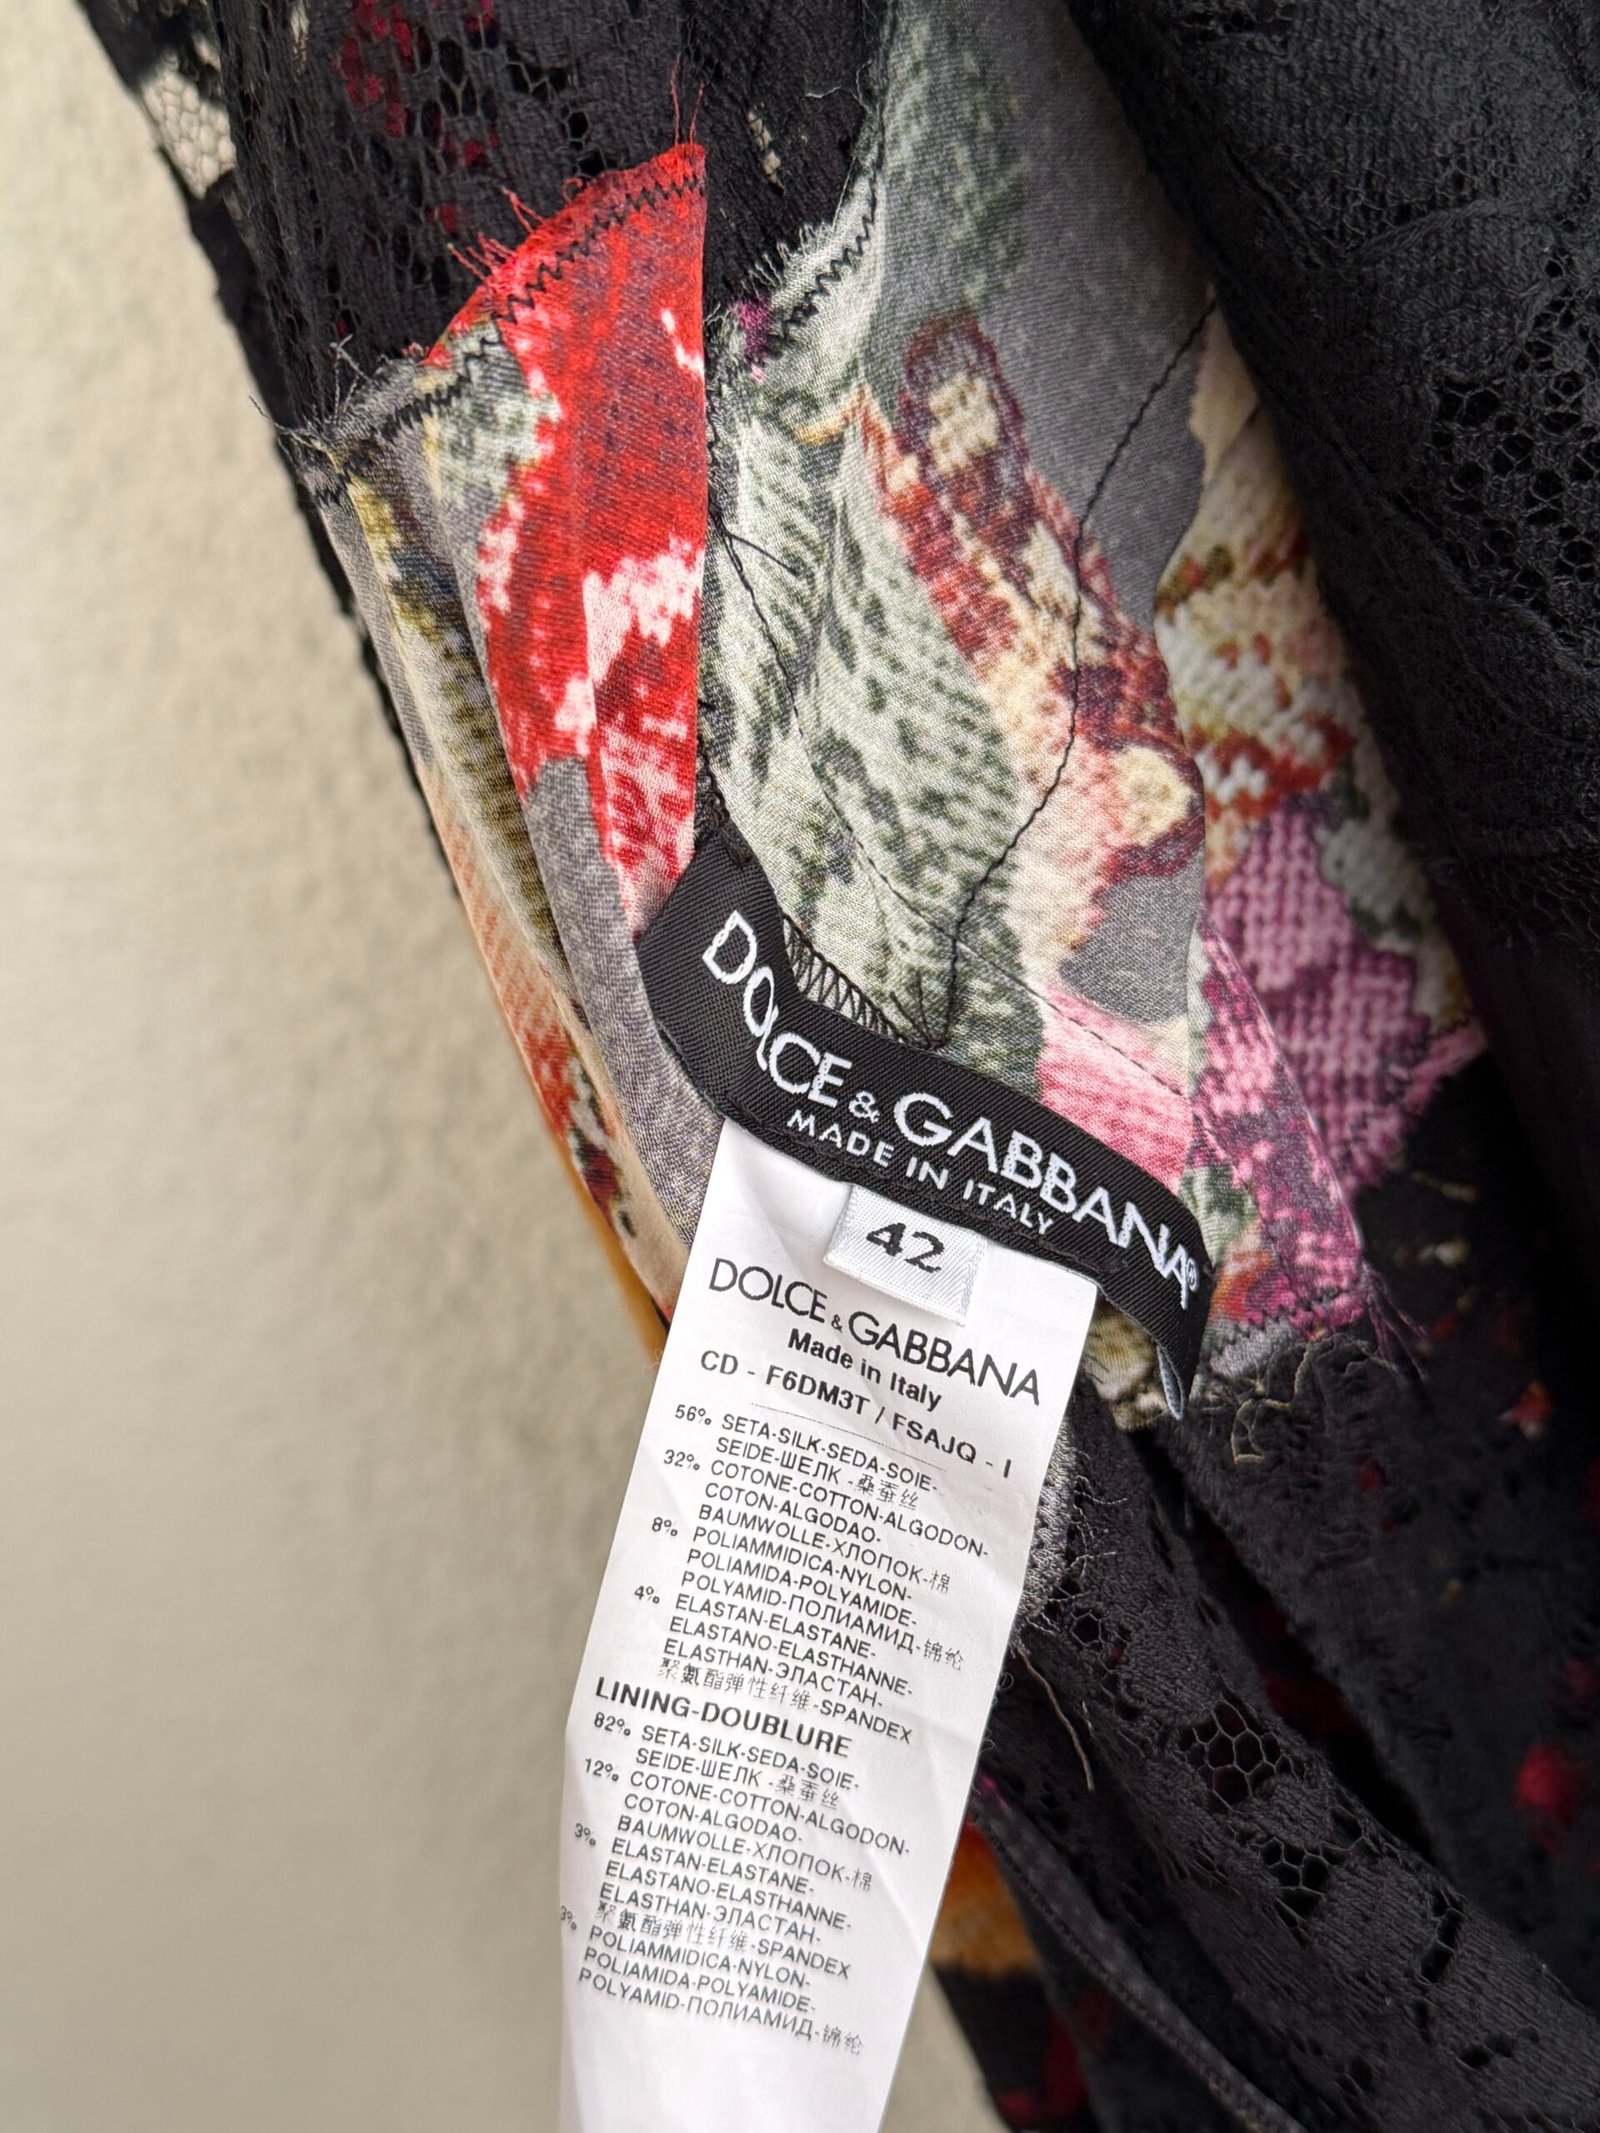 DOLCE & GABBANA®
MADE IN ITALY
42
DOLCE & GABBANA
Made in Italy
CD - F6DM3T / FSAJQ - I
56% SETA-SILK-SEDA-SOIE-
SEIDE-ШЕЛК-桑蚕丝
32% COTONE-COTTON-ALGODON-
COTON-ALGODAO-
BAUMWOLLE-ХЛОПОК-棉
8% POLIAMMIDICA-NYLON-
POLIAMIDA-POLYAMIDE-
POLYAMID-ПОЛИАМИД-锦纶
4% ELASTAN-ELASTANE-
ELASTANO-ELASTHANNE-
ELASTHAN-ЭЛАСТАН-
聚氨酯弹性纤维-SPANDEX
LINING-DOUBLURE
82% SETA-SILK-SEDA-SOIE-
SEIDE-ШЕЛК-桑蚕丝
12% COTONE-COTTON-ALGODON-
COTON-ALGODAO-
BAUMWOLLE-ХЛОПОК-棉
3% ELASTAN-ELASTANE-
ELASTANO-ELASTHANNE-
ELASTHAN-ЭЛАСТАН-
聚氨酯弹性纤维-SPANDEX
3% POLIAMMIDICA-NYLON-
POLIAMIDA-POLYAMIDE-
POLYAMID-ПОЛИАМИД-锦纶